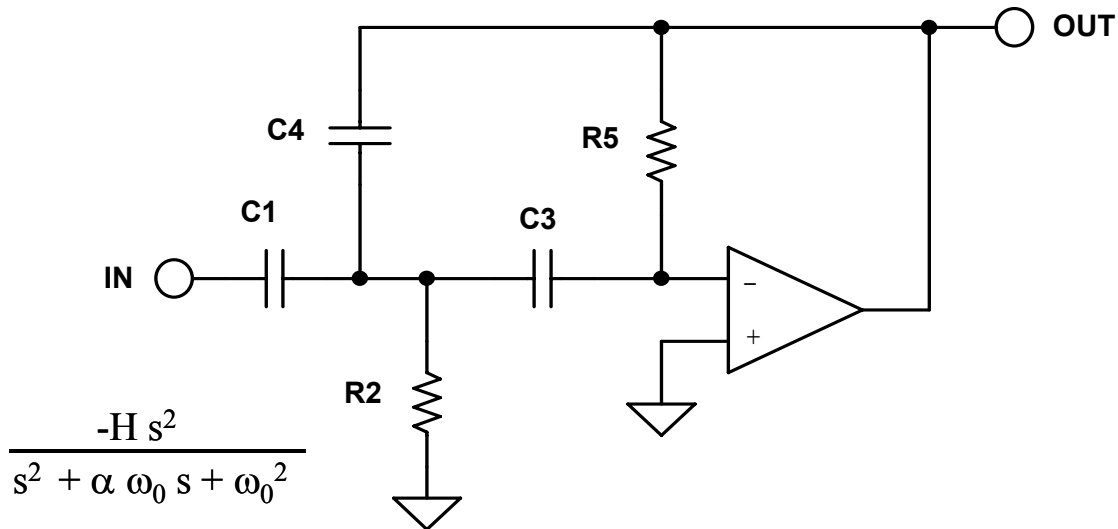 OUT
C4
R5
C1
C3
IN
−
+
R2
-H s²
s² + α ω₀ s + ω₀²